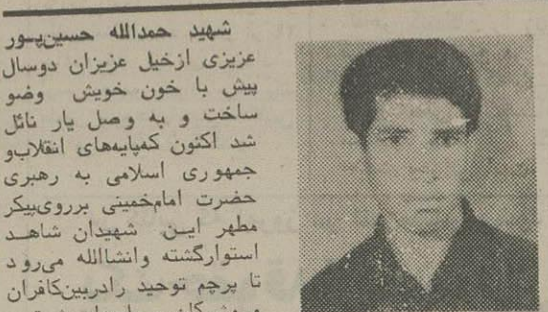 شهید حمدالله حسین‌پور
عزیزی ازخیل عزیزان دوسال
پیش با خون خویش وضو
ساخت و به وصل یار نائل
شد اکنون که‌پایه‌های انقلاب‌و
جمهوری اسلامی به رهبری
حضرت امام‌خمینی برروی‌پیکر
مطهر این شهیدان شاهد
استوارگشته وانشاالله می‌رود
تا پرچم توحید رادربین‌کافران